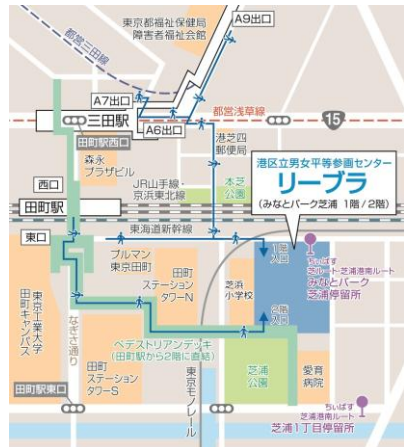 東京都福祉保健局
障害者福祉会館
A9出口
都営三田線
A7出口
三田駅
都営浅草線
15
A6出口
田町駅西口
港芝四
郵便局
森永
プラザビル
本芝
公園
港区立男女平等参画センター
リーブラ
(みなとパーク芝浦 1階/2階)
西口
JR山手線・
京浜東北線
田町駅
東口
東海道新幹線
1階
入口
ちぃばす
芝ルート・芝浦港南ルート
みなとパーク
芝浦停留所
プルマン
東京田町
田町
ステーション
タワーN
芝浜
小学校
東京工業大学
田町キャンパス
なぎさ通り
2階
入口
ペデストリアンデッキ
(田町駅から2階に直結)
芝浦
公園
愛育
病院
田町
ステーション
タワーS
東京モノレール
田町駅東口
ちぃばす
芝浦港南ルート
芝浦1丁目停留所